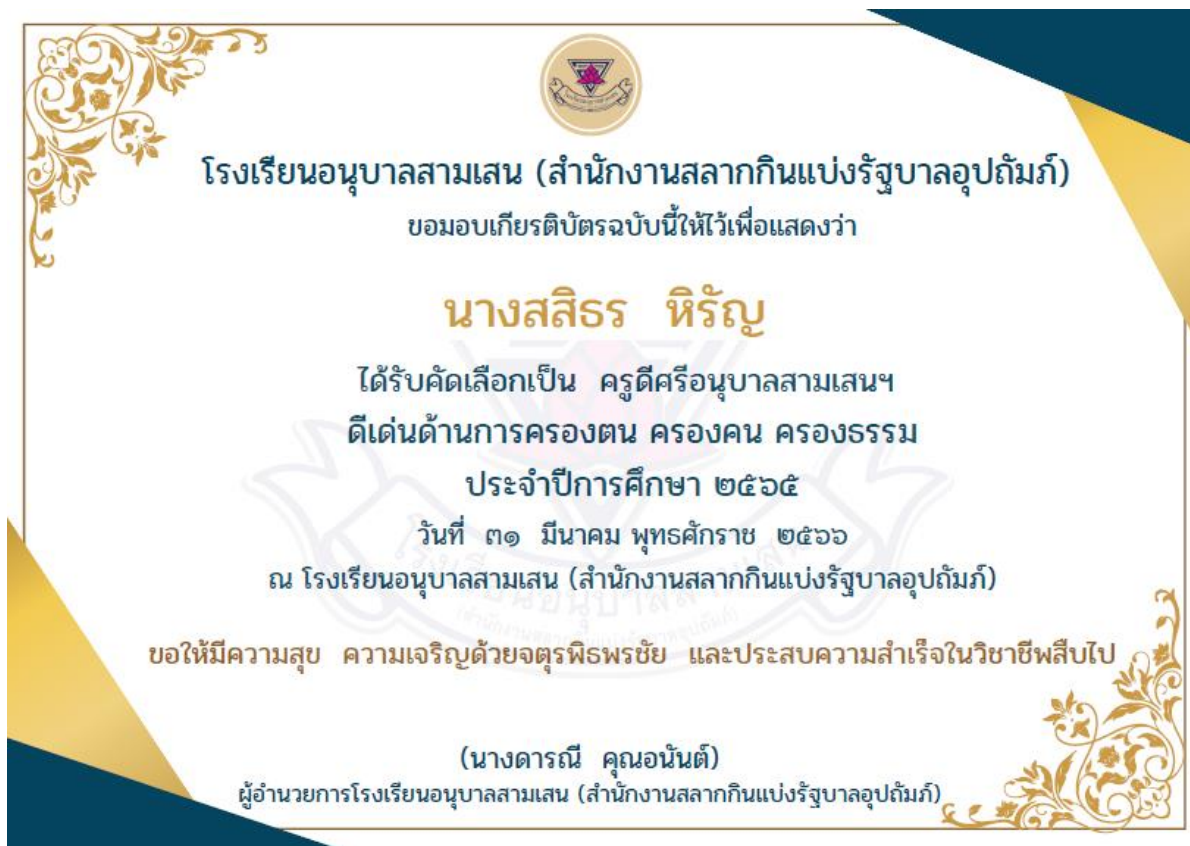 โรงเรียนอนุบาลสามเสน (สำนักงานสลากกินแบ่งรัฐบาลอุปถัมภ์)
ขอมอบเกียรติบัตรฉบับนี้ให้ไว้เพื่อแสดงว่า
นางสสิธร หิรัญ
ได้รับคัดเลือกเป็น ครูดีศรีอนุบาลสามเสนฯ
ดีเด่นด้านการครองตน ครองคน ครองธรรม
ประจำปีการศึกษา ๒๕๖๕
วันที่ ๓๑ มีนาคม พุทธศักราช ๒๕๖๖
ณ โรงเรียนอนุบาลสามเสน (สำนักงานสลากกินแบ่งรัฐบาลอุปถัมภ์)
ขอให้มีความสุข ความเจริญด้วยจตุรพิธพรชัย และประสบความสำเร็จในวิชาชีพสืบไป
(นางดารณี คุณอนันต์)
ผู้อำนวยการโรงเรียนอนุบาลสามเสน (สำนักงานสลากกินแบ่งรัฐบาลอุปถัมภ์)